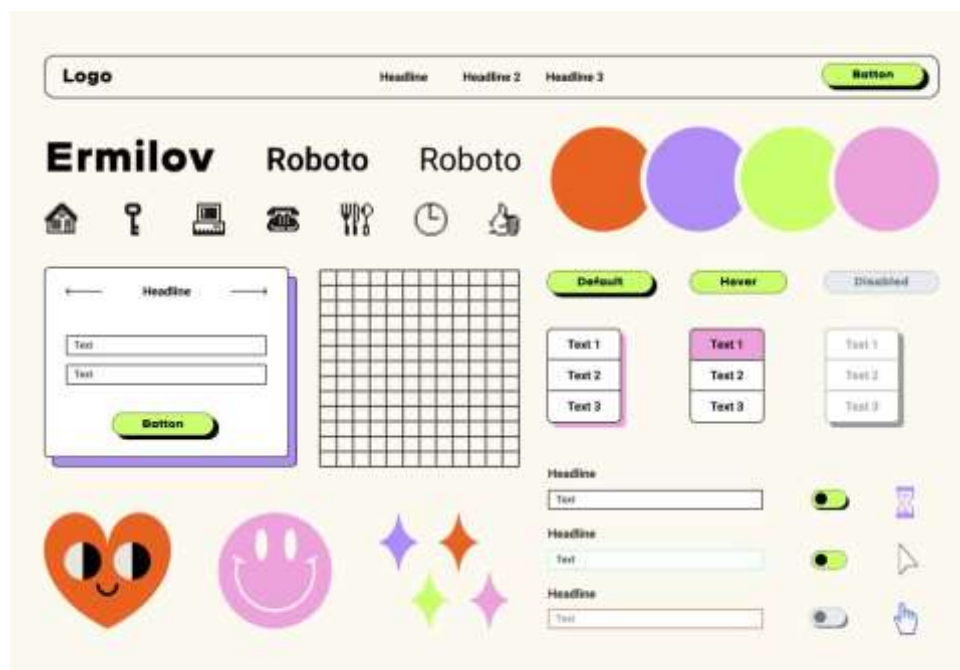 Logo
Headline
Headline 2
Headline 3
Button
Ermilov
Roboto
Roboto
Headline
Text
Text
Button
Default
Hover
Disabled
Text 1
Text 2
Text 3
Text 1
Text 2
Text 3
Text 1
Text 2
Text 3
Headline
Text
Headline
Text
Headline
Text